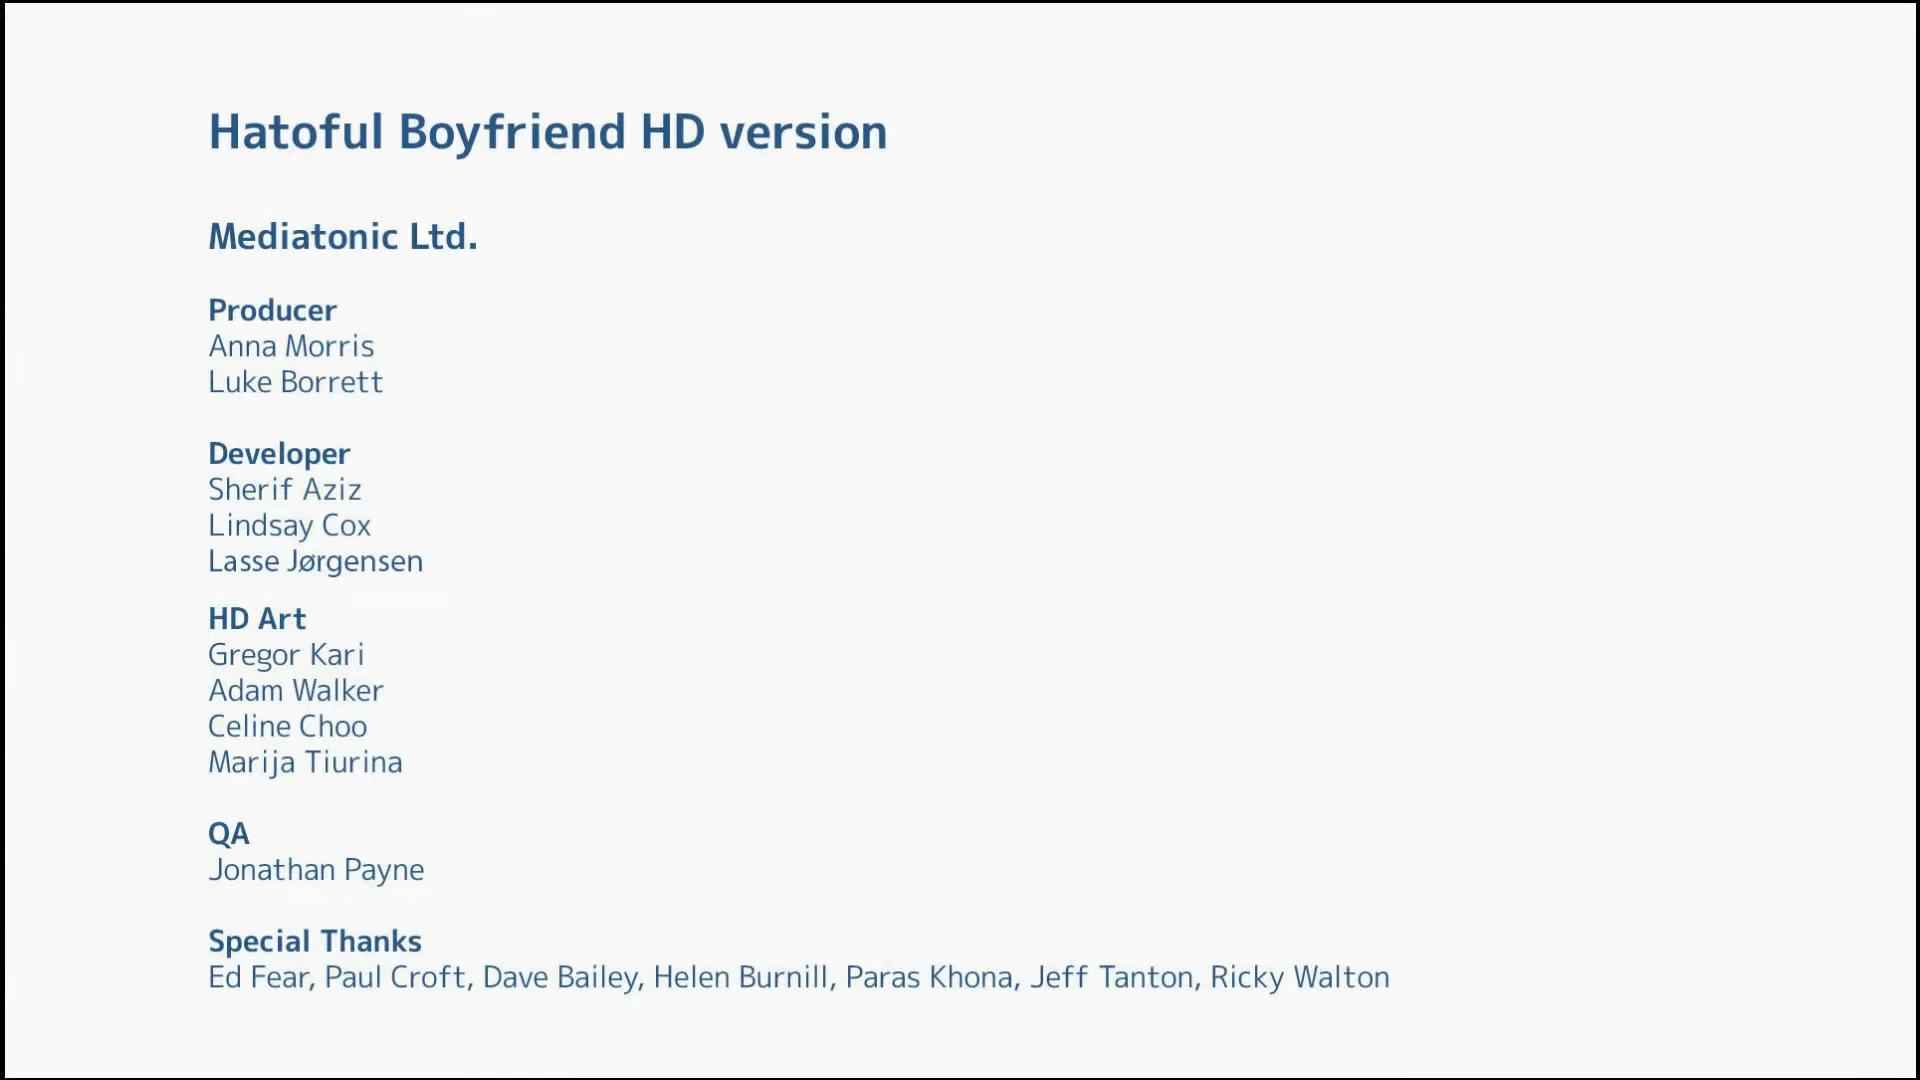 Hatoful Boyfriend HD version
Mediatonic Ltd.
Producer
Anna Morris
Luke Borrett
Developer
Sherif Aziz
Lindsay Cox
Lasse Jørgensen
HD Art
Gregor Kari
Adam Walker
Celine Choo
Marija Tiurina
QA
Jonathan Payne
Special Thanks
Ed Fear, Paul Croft, Dave Bailey, Helen Burnill, Paras Khona, Jeff Tanton, Ricky Walton